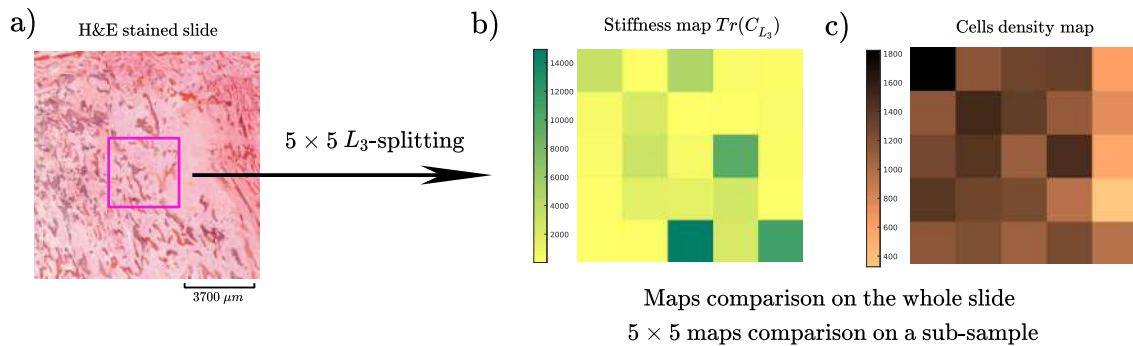 a)
H&E stained slide
3700 μm
5 × 5 L₃-splitting
b)
Stiffness map Tr(C_{L₃})
14000
12000
10000
8000
6000
4000
2000
c)
Cells density map
1800
1600
1400
1200
1000
800
600
400
Maps comparison on the whole slide
5 × 5 maps comparison on a sub-sample